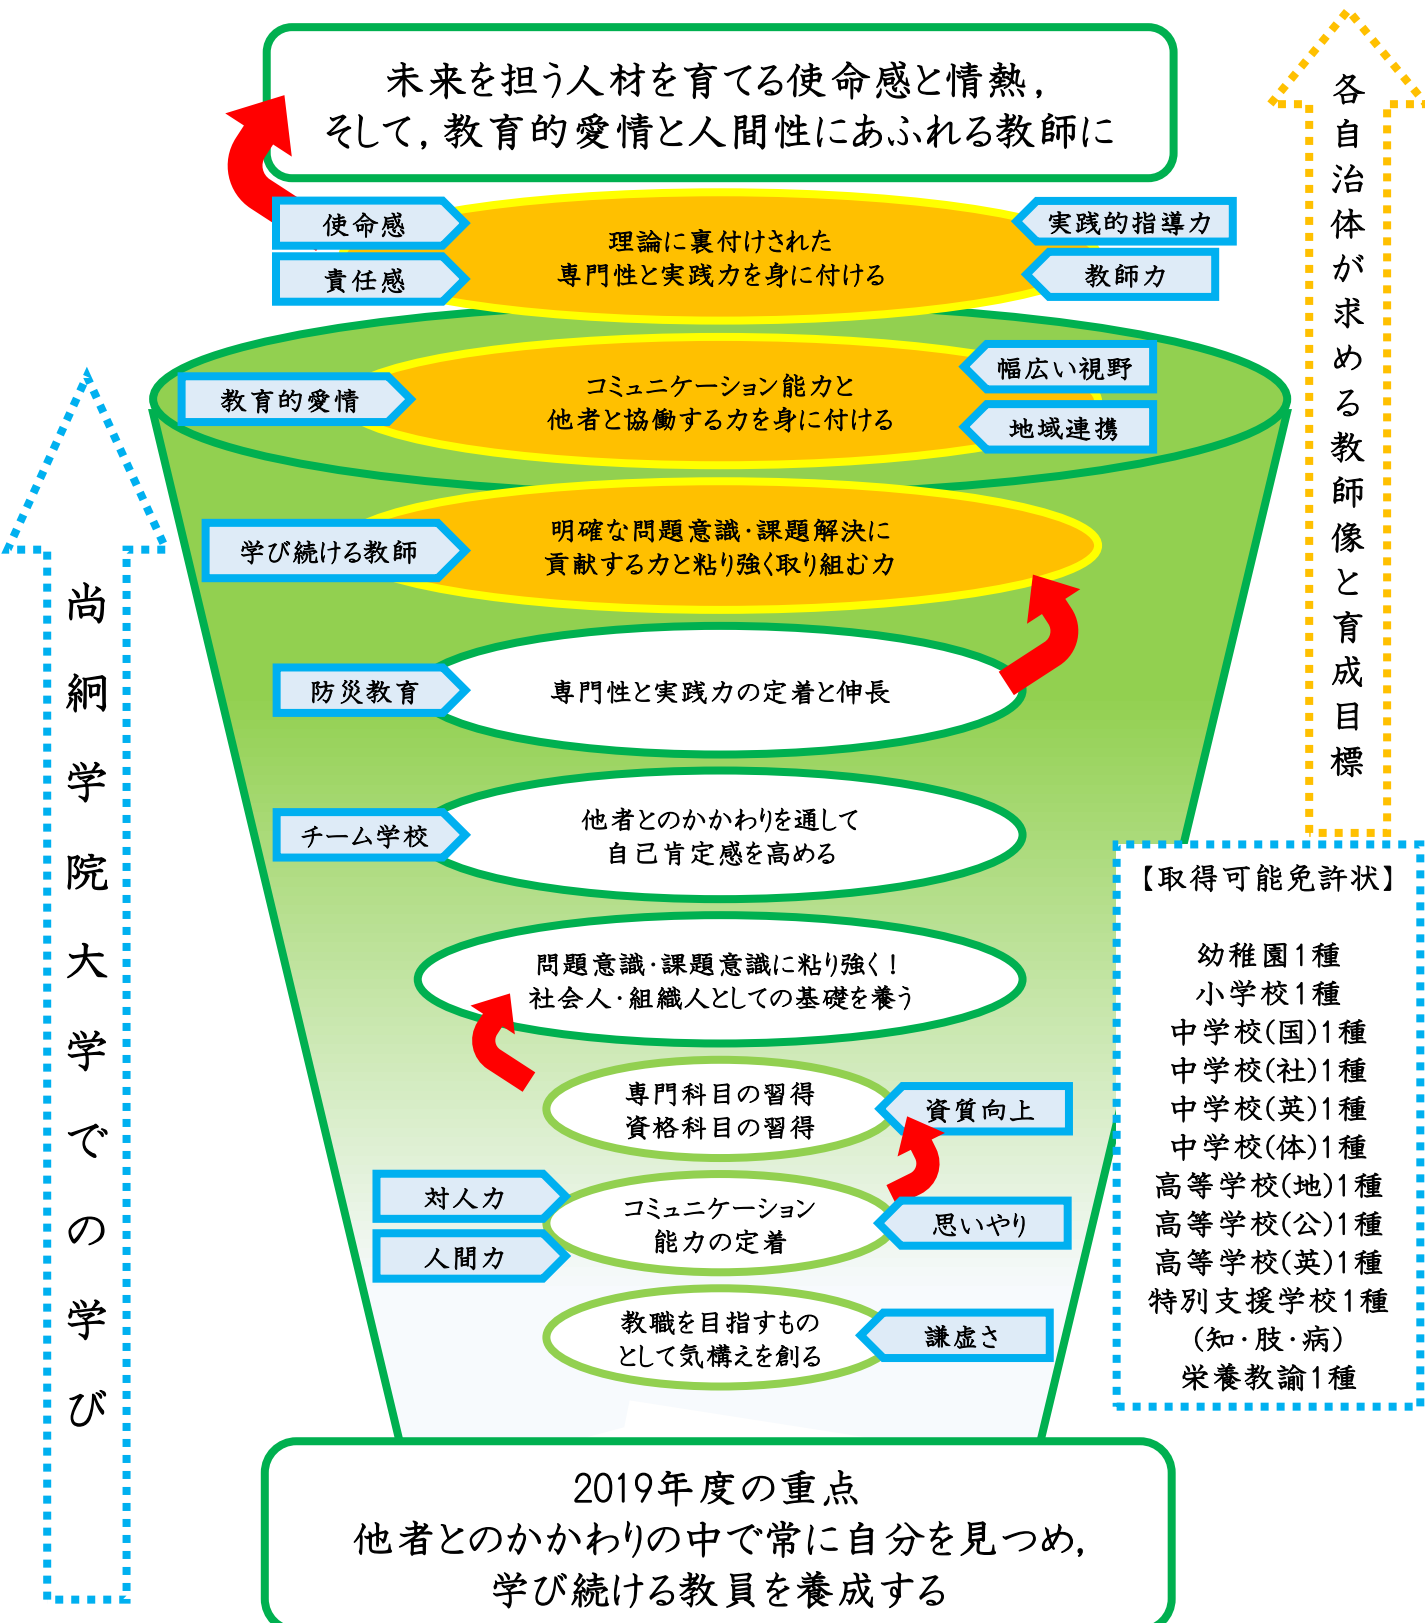 未来を担う人材を育てる使命感と情熱,
そして,教育的愛情と人間性にあふれる教師に
使命感
責任感
理論に裏付けされた
専門性と実践力を身に付ける
実践的指導力
教師力
教育的愛情
コミュニケーション能力と
他者と協働する力を身に付ける
幅広い視野
地域連携
学び続ける教師
明確な問題意識・課題解決に
貢献する力と粘り強く取り組む力
防災教育
専門性と実践力の定着と伸長
チーム学校
他者とのかかわりを通して
自己肯定感を高める
問題意識・課題意識に粘り強く!
社会人・組織人としての基礎を養う
専門科目の習得
資格科目の習得
資質向上
対人力
人間力
コミュニケーション
能力の定着
思いやり
教職を目指すもの
として気構えを創る
謙虚さ
2019年度の重点
他者とのかかわりの中で常に自分を見つめ,
学び続ける教員を養成する
尚絅学院大学での学び
各自治体が求める教師像と育成目標
【取得可能免許状】
幼稚園1種
小学校1種
中学校(国)1種
中学校(社)1種
中学校(英)1種
中学校(体)1種
高等学校(地)1種
高等学校(公)1種
高等学校(英)1種
特別支援学校1種
(知・肢・病)
栄養教諭1種